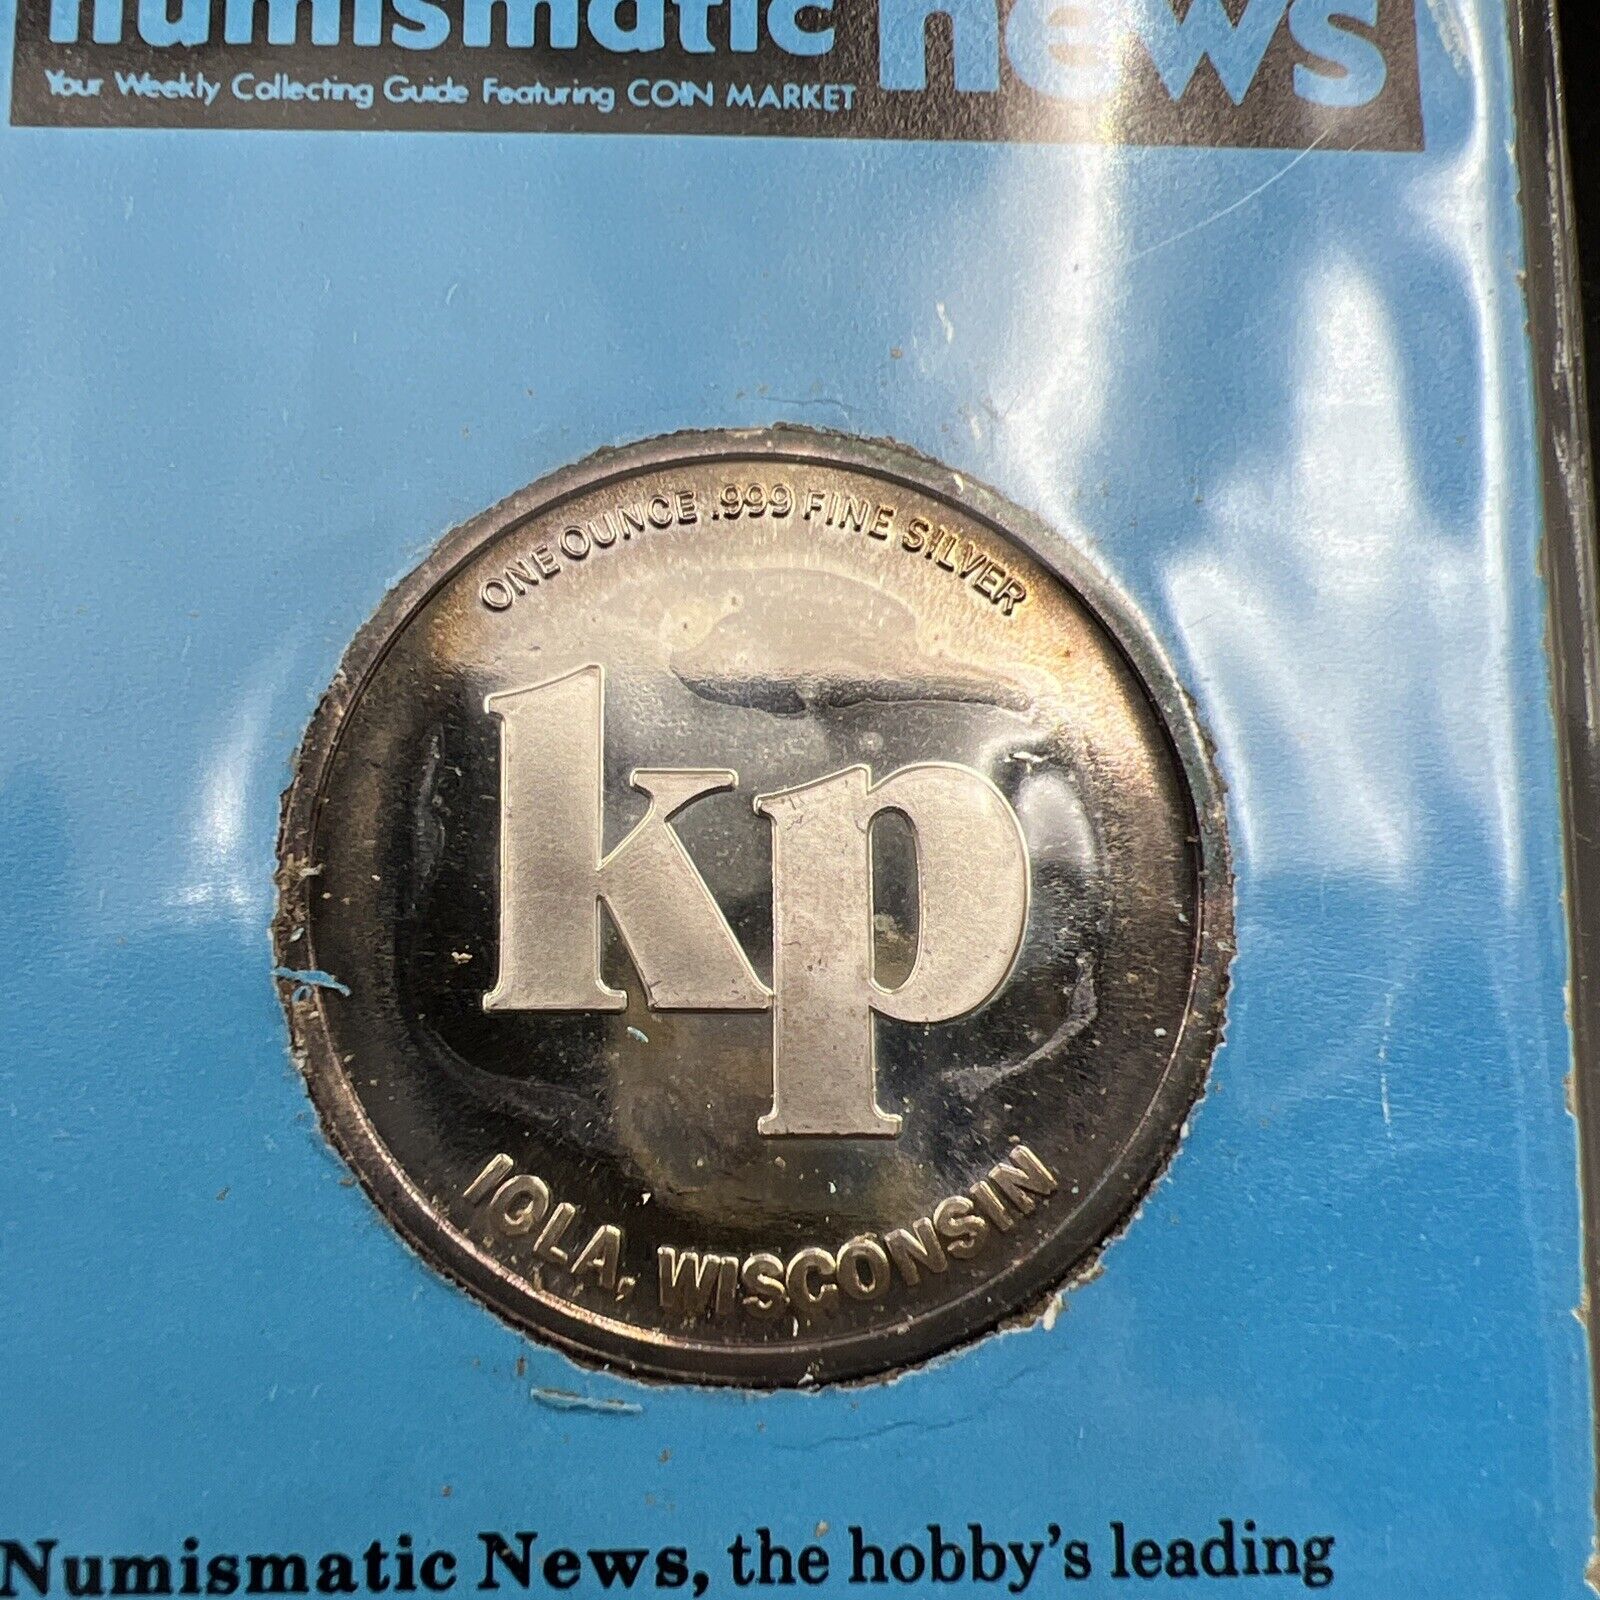 numismatic news
Your Weekly Collecting Guide Featuring COIN MARKET
ONE OUNCE .999 FINE SILVER
kp
IOLA, WISCONSIN
Numismatic News, the hobby's leading